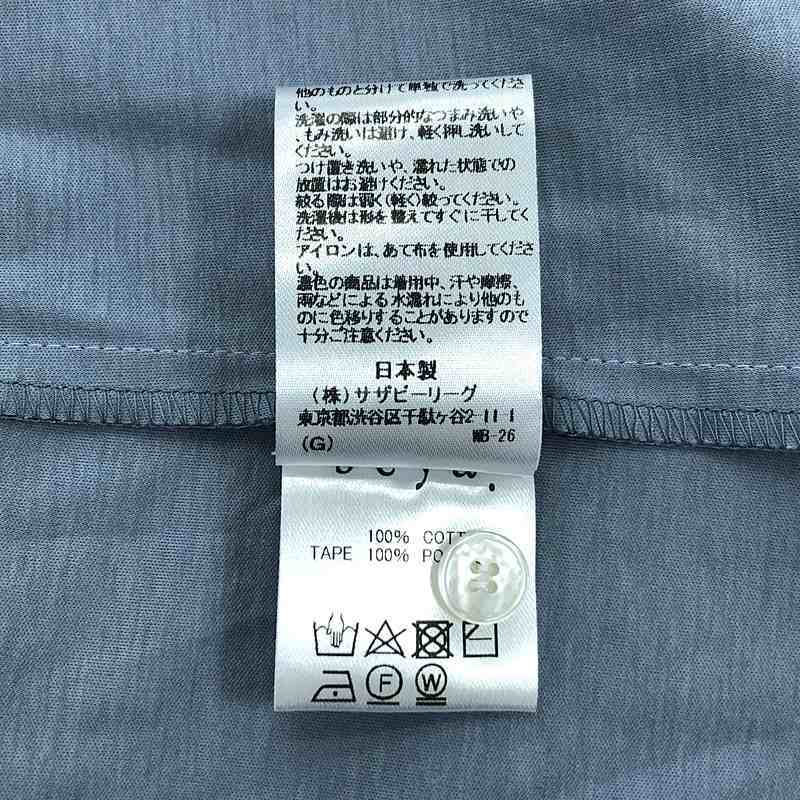 他のものと分けて単独で洗ってくださ
い。
洗濯の際は部分的なつまみ洗いや
、もみ洗いは避け、軽く押し洗いして
ください。
つけ置き洗いや、濡れた状態での
放置はお避けください。
絞る際は弱く(軽く)絞ってください。
洗濯後は形を整えてすぐに干してく
ださい。
アイロンは、あて布を使用してくださ
い。
濃色の商品は着用中、汗や摩擦、
雨などによる水濡れにより他のも
のに色移りすることがありますので
十分ご注意ください。
日本製
(株)サザビーリーグ
東京都渋谷区千駄ヶ谷2-11-1
(G) WB-26
100%
TAPE 100%
F
W